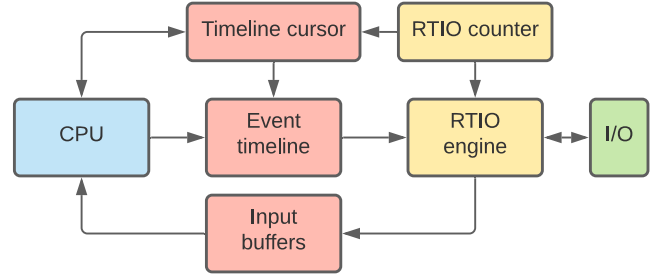 Timeline cursor
RTIO counter
CPU
Event
timeline
RTIO
engine
I/O
Input
buffers